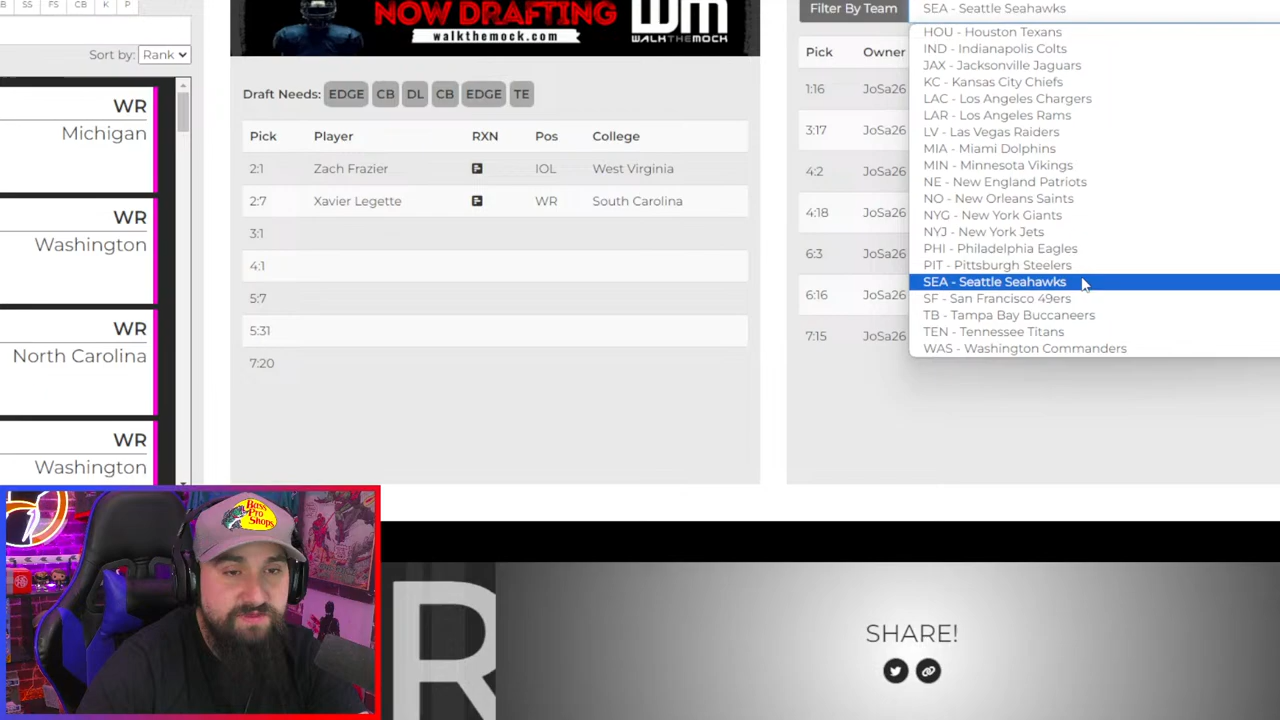 SS FS CB K P
Sort by: Rank
WR
Michigan
WR
Washington
WR
North Carolina
WR
Washington
NOW DRAFTING
walkthemock.com
WM
WALKTHEMOCK
Draft Needs: EDGE CB DL CB EDGE TE
Pick Player RXN Pos College
2:1 Zach Frazier IOL West Virginia
2:7 Xavier Legette WR South Carolina
3:1
4:1
5:7
5:31
7:20
Filter By Team SEA - Seattle Seahawks
Pick Owner
1:16 JoSa26
3:17 JoSa26
4:2 JoSa26
4:18 JoSa26
6:3 JoSa26
6:16 JoSa26
7:15 JoSa26
HOU - Houston Texans
IND - Indianapolis Colts
JAX - Jacksonville Jaguars
KC - Kansas City Chiefs
LAC - Los Angeles Chargers
LAR - Los Angeles Rams
LV - Las Vegas Raiders
MIA - Miami Dolphins
MIN - Minnesota Vikings
NE - New England Patriots
NO - New Orleans Saints
NYG - New York Giants
NYJ - New York Jets
PHI - Philadelphia Eagles
PIT - Pittsburgh Steelers
SEA - Seattle Seahawks
SF - San Francisco 49ers
TB - Tampa Bay Buccaneers
TEN - Tennessee Titans
WAS - Washington Commanders
Bass
Pro
Shops
R
SHARE!